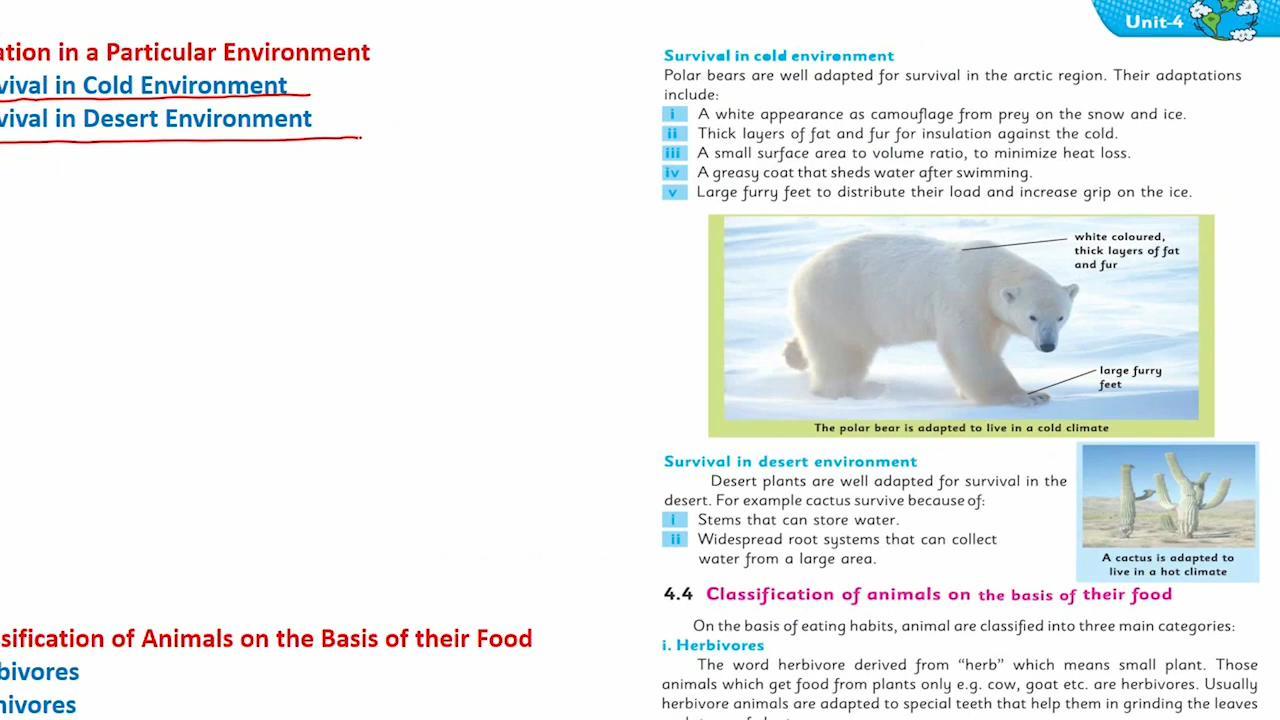 ation in a Particular Environment
vival in Cold Environment
vival in Desert Environment
ssification of Animals on the Basis of their Food
bivores
nivores
Unit-4
Survival in cold environment
Polar bears are well adapted for survival in the arctic region. Their adaptations
include:
i A white appearance as camouflage from prey on the snow and ice.
ii Thick layers of fat and fur for insulation against the cold.
iii A small surface area to volume ratio, to minimize heat loss.
iv A greasy coat that sheds water after swimming.
v Large furry feet to distribute their load and increase grip on the ice.
white coloured,
thick layers of fat
and fur
large furry
feet
The polar bear is adapted to live in a cold climate
Survival in desert environment
Desert plants are well adapted for survival in the
desert. For example cactus survive because of:
i Stems that can store water.
ii Widespread root systems that can collect
water from a large area.
A cactus is adapted to
live in a hot climate
4.4 Classification of animals on the basis of their food
On the basis of eating habits, animal are classified into three main categories:
i. Herbivores
The word herbivore derived from “herb” which means small plant. Those
animals which get food from plants only e.g. cow, goat etc. are herbivores. Usually
herbivore animals are adapted to special teeth that help them in grinding the leaves